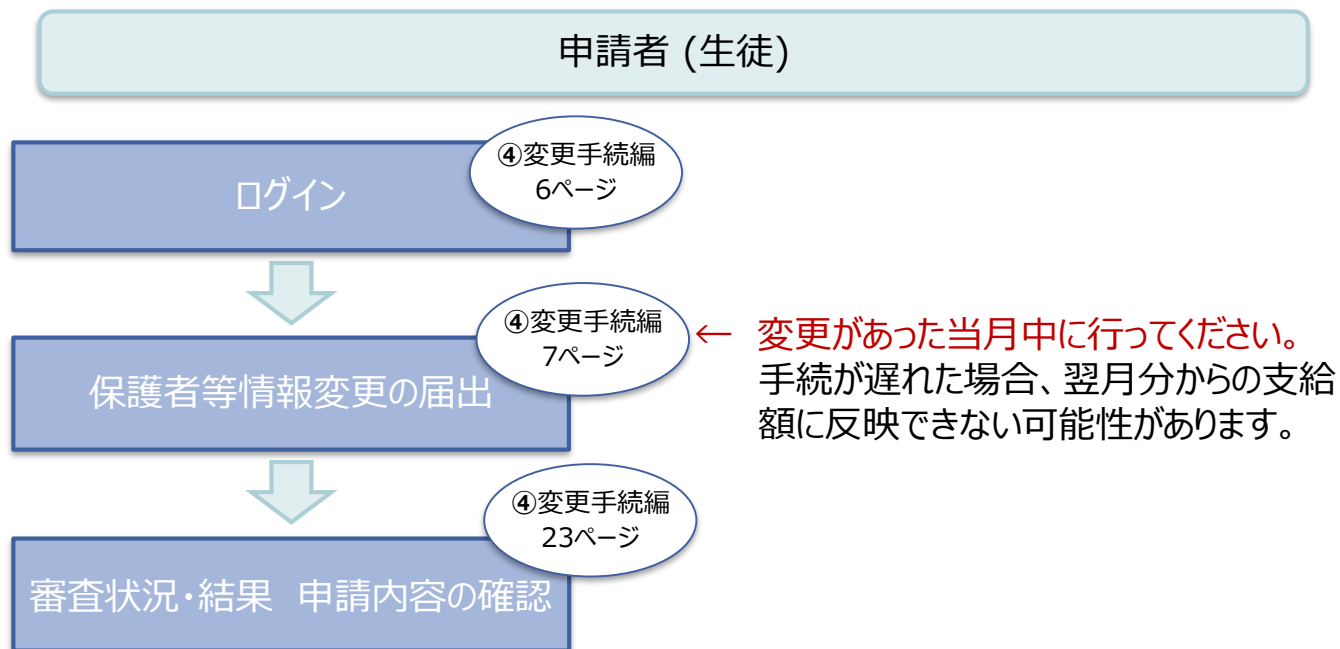 申請者 (生徒)
④変更手続編
6ページ
ログイン
④変更手続編
7ページ
← 変更があった当月中に行ってください。
手続が遅れた場合、翌月分からの支給
額に反映できない可能性があります。
保護者等情報変更の届出
④変更手続編
23ページ
審査状況・結果　申請内容の確認